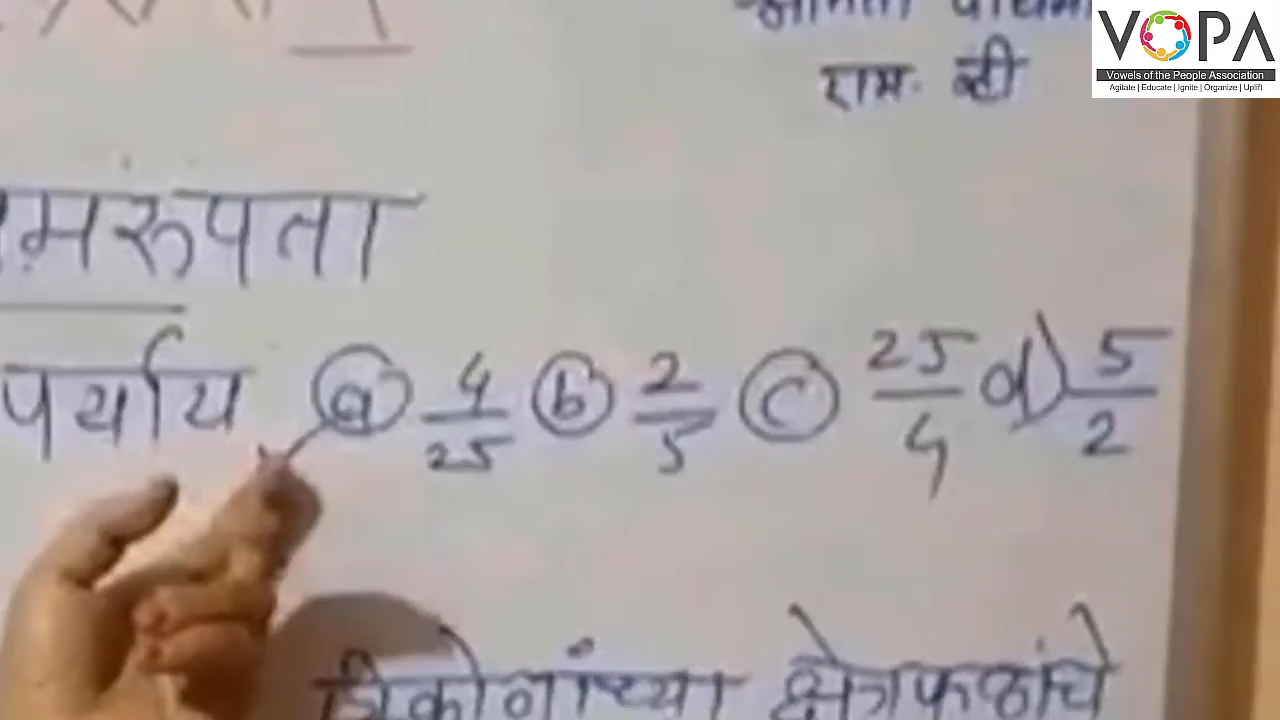 VOPA
Vowels of the People Association
Agitate | Educate | Ignite | Organize | Uplift
राम. व्ही
समरुपता
पर्याय (a) 4/25 (b) 2/5 (c) 25/4 d) 5/2
त्रिकोणांच्या क्षेत्रफळांचे